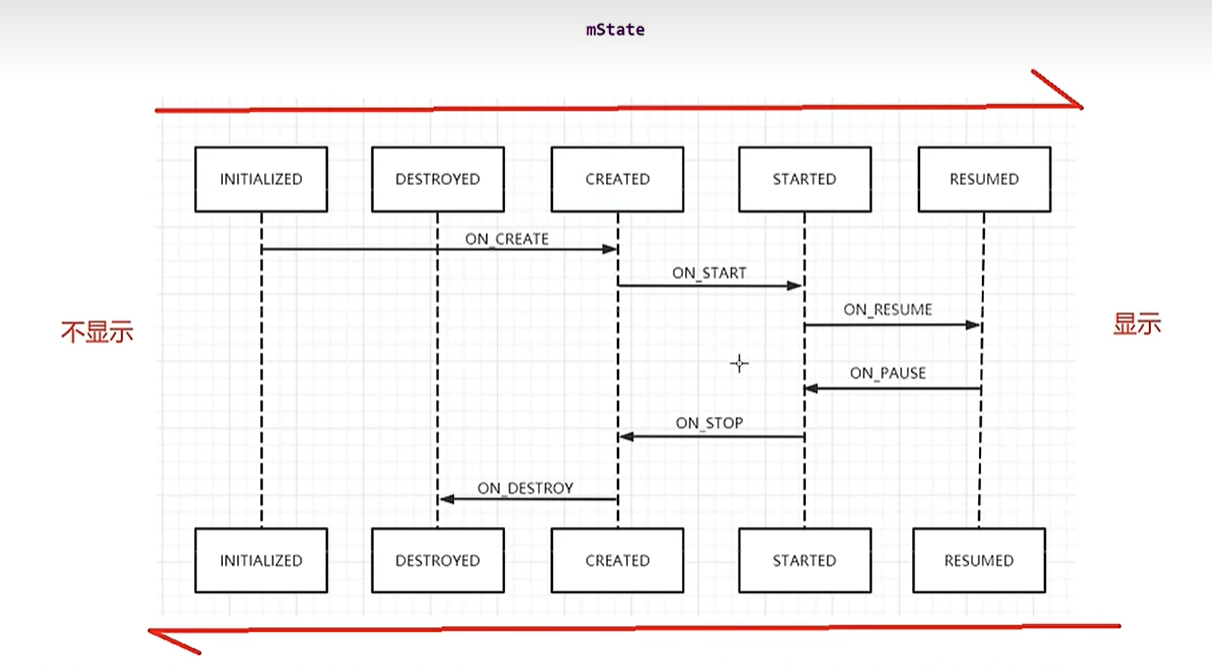 mState
INITIALIZED
DESTROYED
CREATED
STARTED
RESUMED
ON_CREATE
ON_START
ON_RESUME
不显示
显示
ON_PAUSE
ON_STOP
ON_DESTROY
INITIALIZED
DESTROYED
CREATED
STARTED
RESUMED